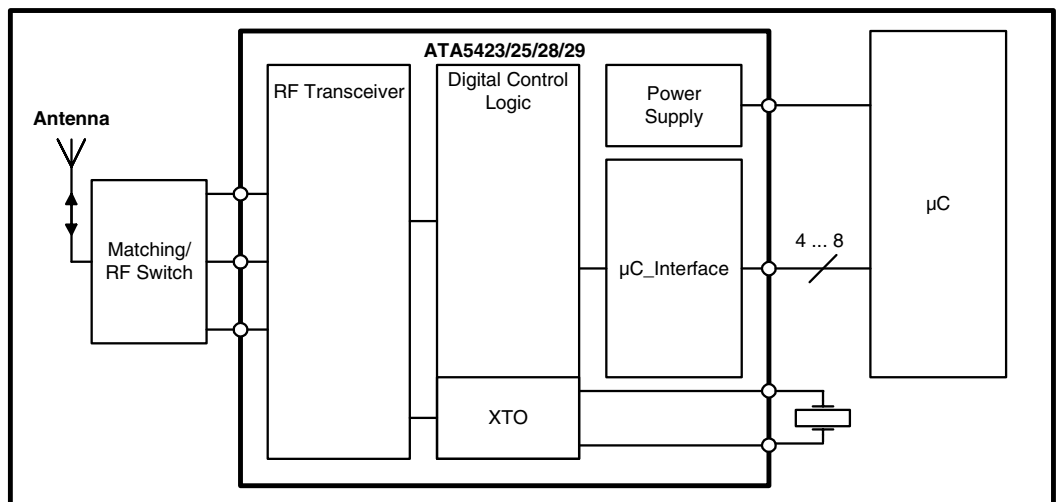 ATA5423/25/28/29
RF Transceiver
Digital Control
Logic
Power
Supply
Antenna
Matching/
RF Switch
µC_Interface
4 ... 8
µC
XTO